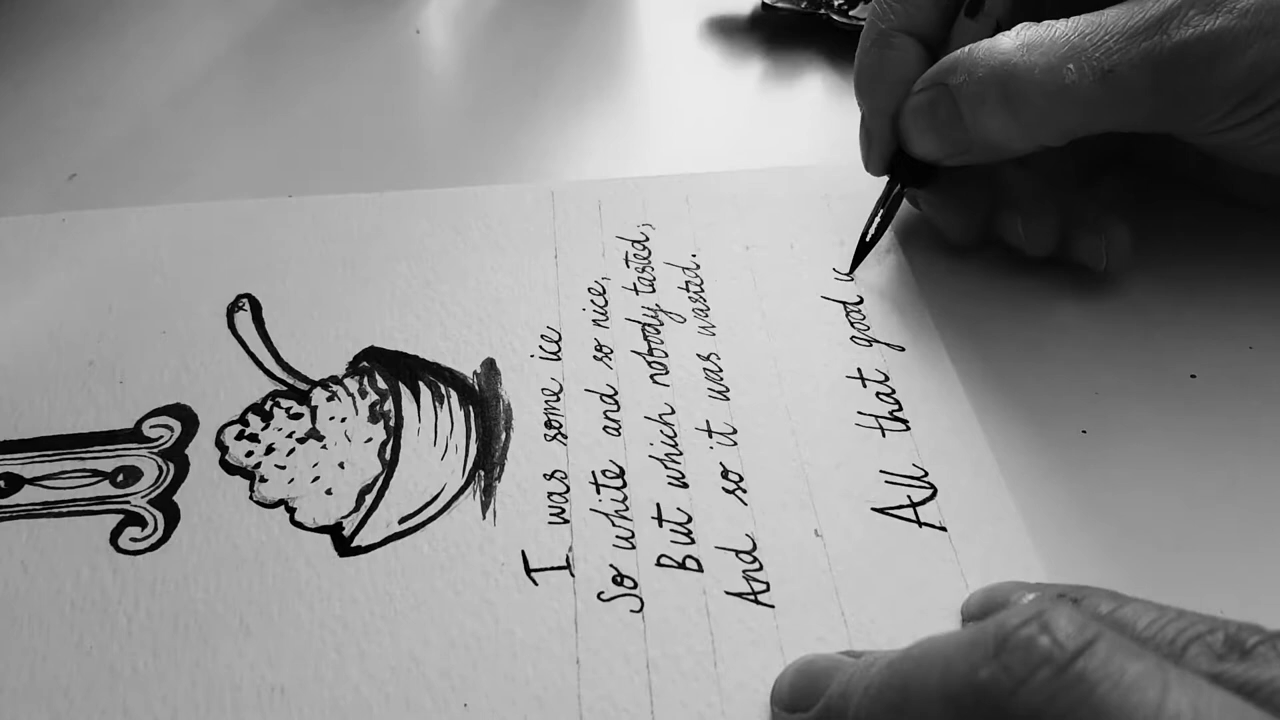 I
I was some ice
So white and so nice,
But which nobody tasted;
And so it was wasted.
All that good